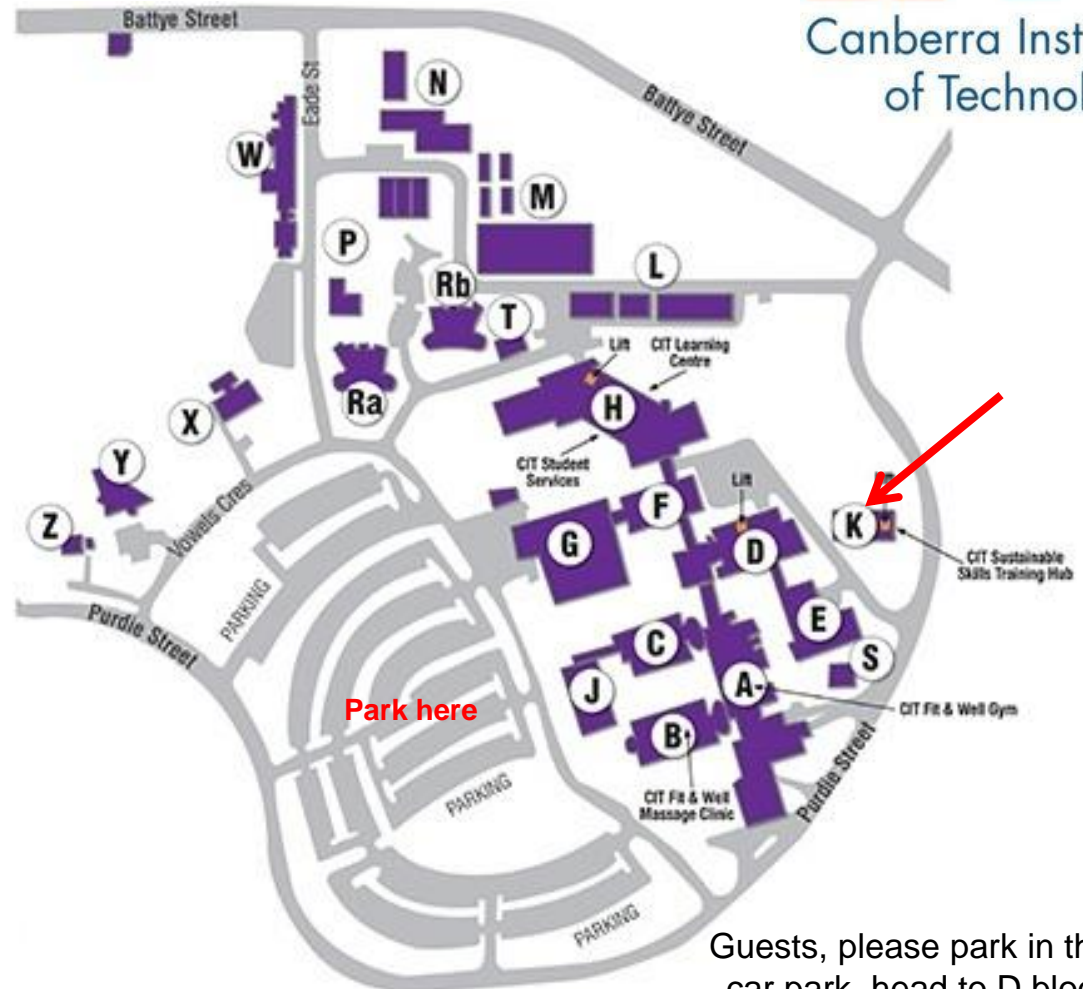 Battye Street
Canberra Inst
of Technol
Eade St
N
Battye Street
W
M
P
L
Rb
T
Lift
CIT Learning
Centre
Ra
H
X
CIT Student
Services
Y
Lift
F
K
Z
Vowels Cres
G
D
CIT Sustainable
Skills Training Hub
PARKING
E
Purdie Street
C
S
J
A-
Park here
CIT Fit & Well Gym
B
PARKING
CIT Fit & Well
Massage Clinic
Purdie Street
PARKING
Guests, please park in th
car park, head to D bloc